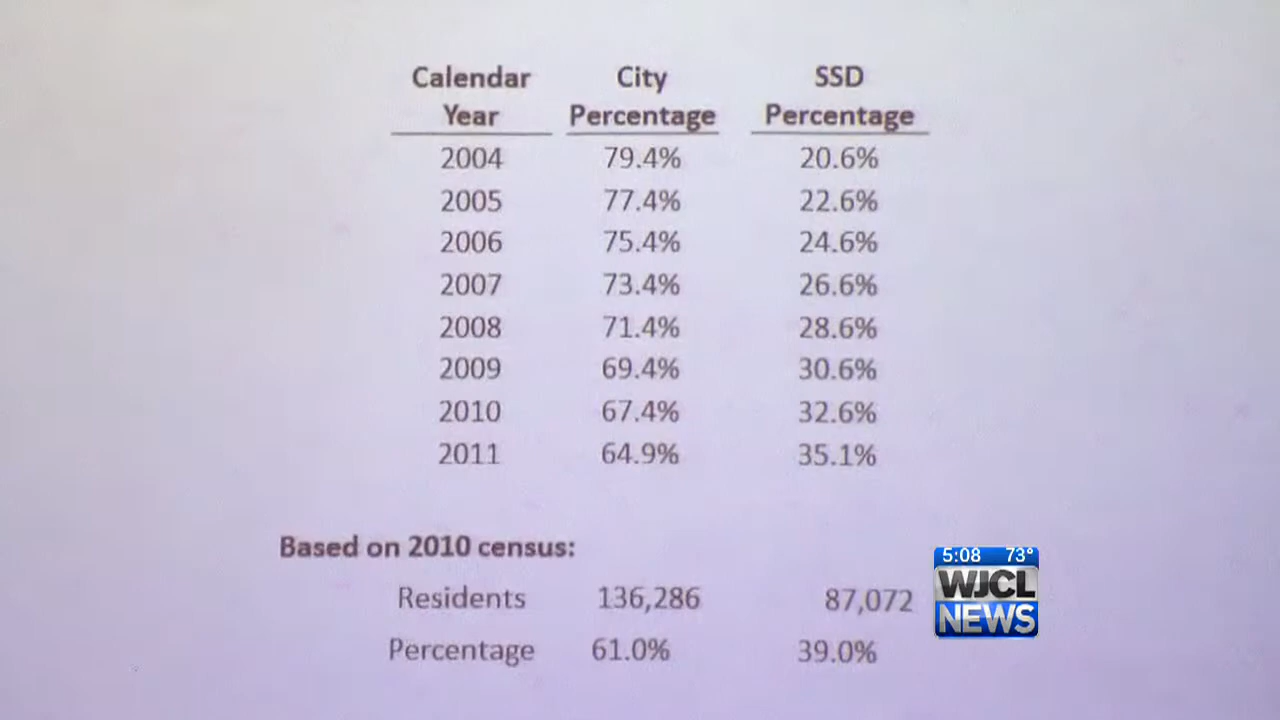 Calendar City SSD
Year Percentage Percentage
2004 79.4% 20.6%
2005 77.4% 22.6%
2006 75.4% 24.6%
2007 73.4% 26.6%
2008 71.4% 28.6%
2009 69.4% 30.6%
2010 67.4% 32.6%
2011 64.9% 35.1%
Based on 2010 census:
Residents 136,286 87,072
Percentage 61.0% 39.0%
5:08 73°
WJCL
NEWS